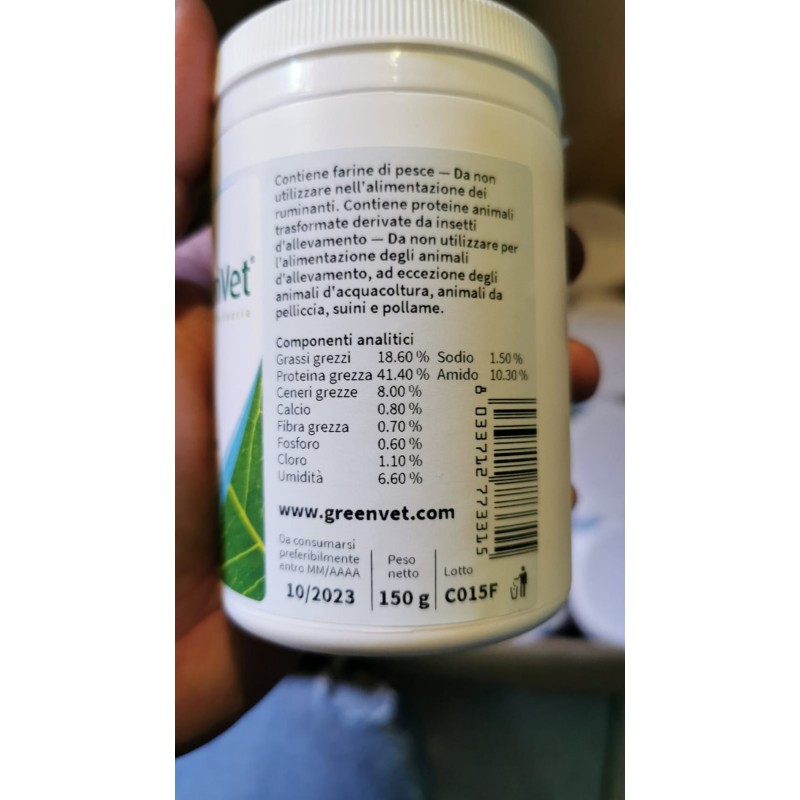 nVet®
Contiene farine di pesce — Da non
utilizzare nell'alimentazione dei
ruminanti. Contiene proteine animali
trasformate derivate da insetti
d'allevamento — Da non utilizzare per
l'alimentazione degli animali
d'allevamento, ad eccezione degli
animali d'acquacoltura, animali da
pelliccia, suini e pollame.
Componenti analitici
Grassi grezzi 18.60 % Sodio 1.50 %
Proteina grezza 41.40 % Amido 10.30 %
Ceneri grezze 8.00 %
Calcio 0.80 %
Fibra grezza 0.70 %
Fosforo 0.60 %
Cloro 1.10 %
Umidità 6.60 %
8 033712 773315
www.greenvet.com
Da consumarsi
preferibilmente
entro MM/AAAA
10/2023
Peso
netto
150 g
Lotto
C015F